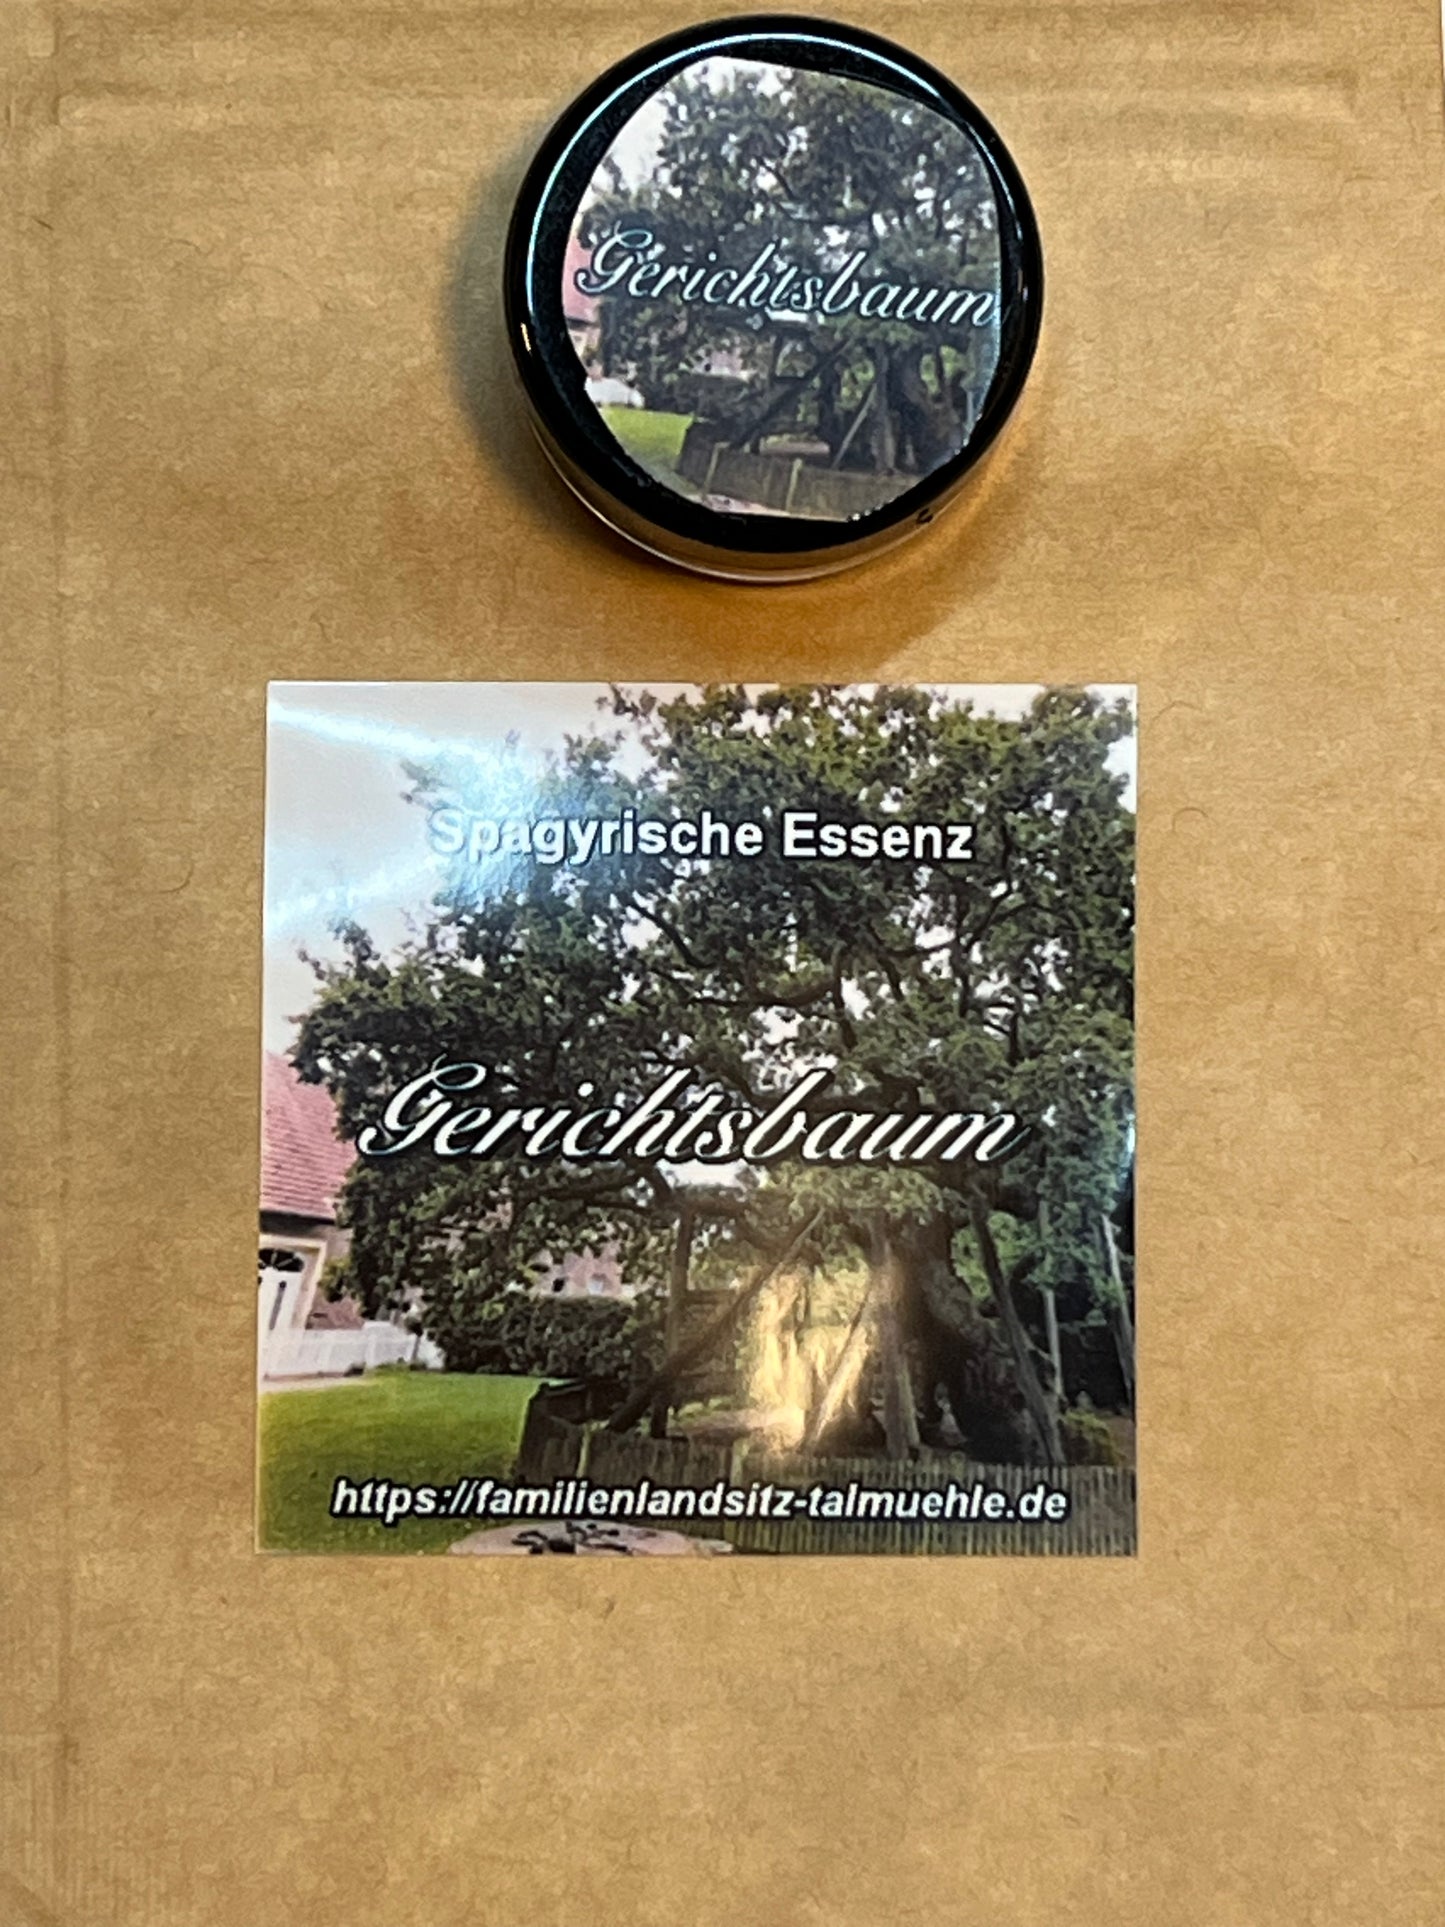 Gerichtsbaum
Spagyrische Essenz
Gerichtsbaum
https://familienlandsitz-talmuehle.de